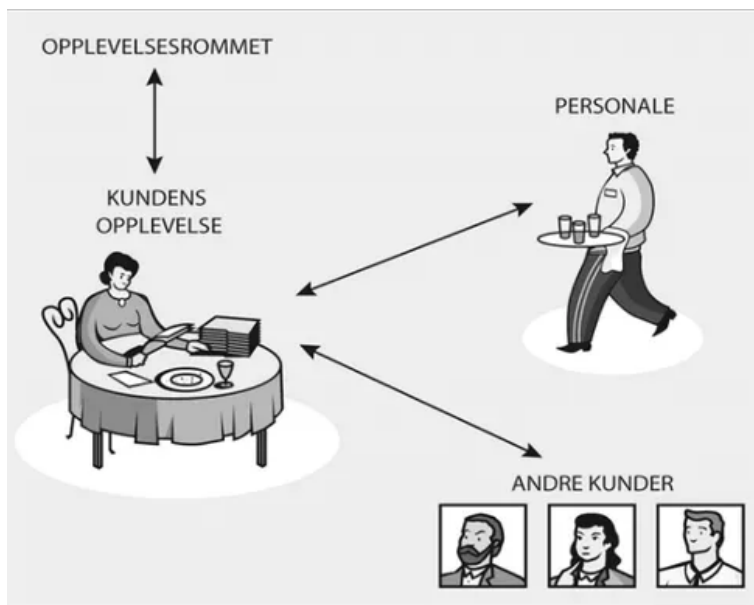 OPPLEVELSESROMMET
PERSONALE
KUNDENS
OPPLEVELSE
ANDRE KUNDER